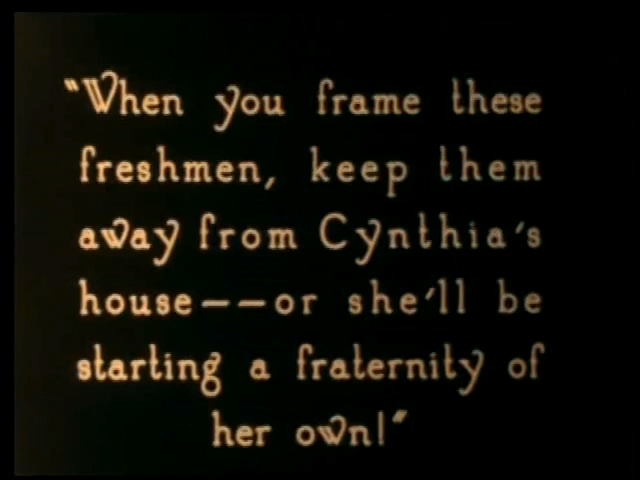 "When you frame these
freshmen, keep them
away from Cynthia's
house--or she'll be
starting a fraternity of
her own!"